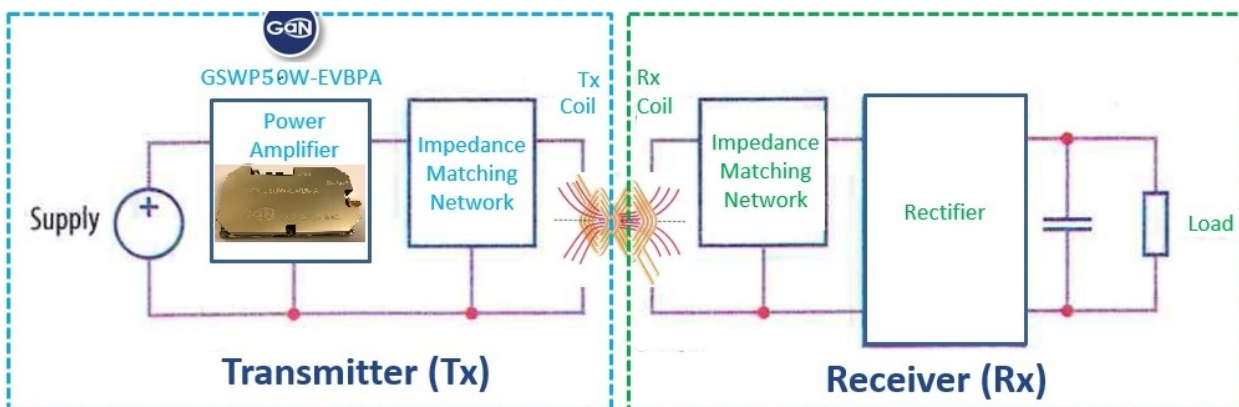 GaN
GSWP50W-EVBPA
Power
Amplifier
Impedance
Matching
Network
Tx
Coil
Supply
+
Transmitter (Tx)
Rx
Coil
Impedance
Matching
Network
Rectifier
Load
Receiver (Rx)